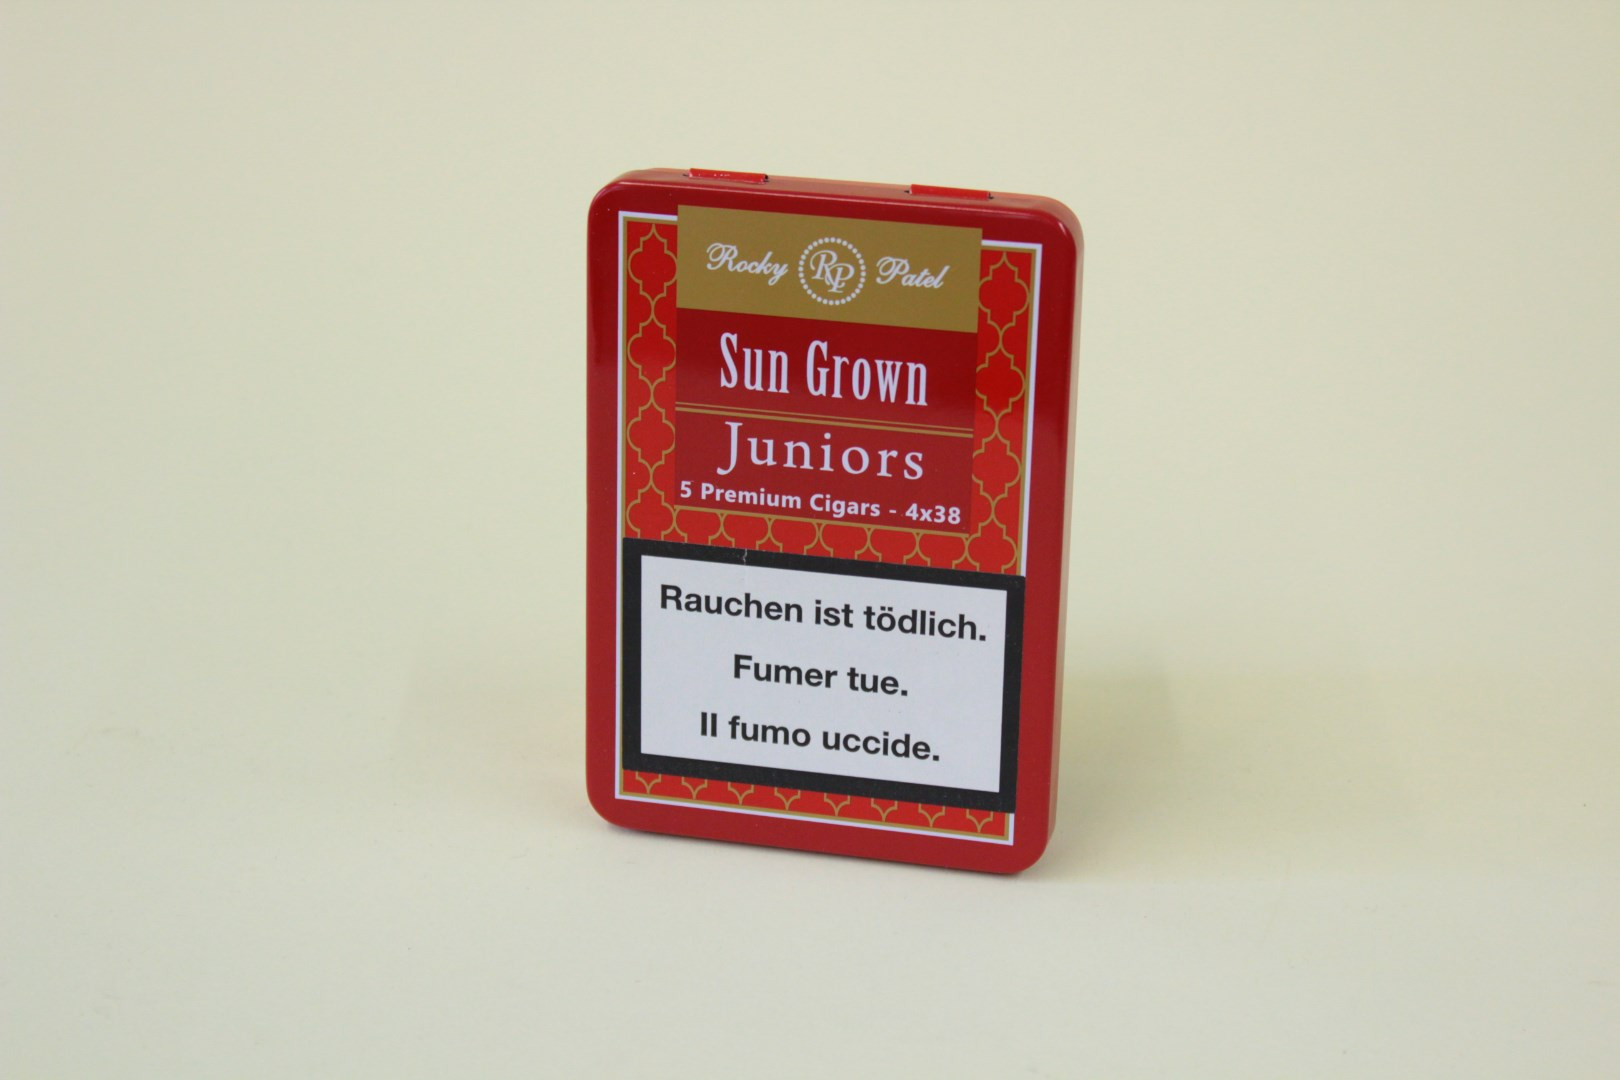 Rocky RP Patel
Sun Grown
Juniors
5 Premium Cigars - 4x38
Rauchen ist tödlich.
Fumer tue.
Il fumo uccide.